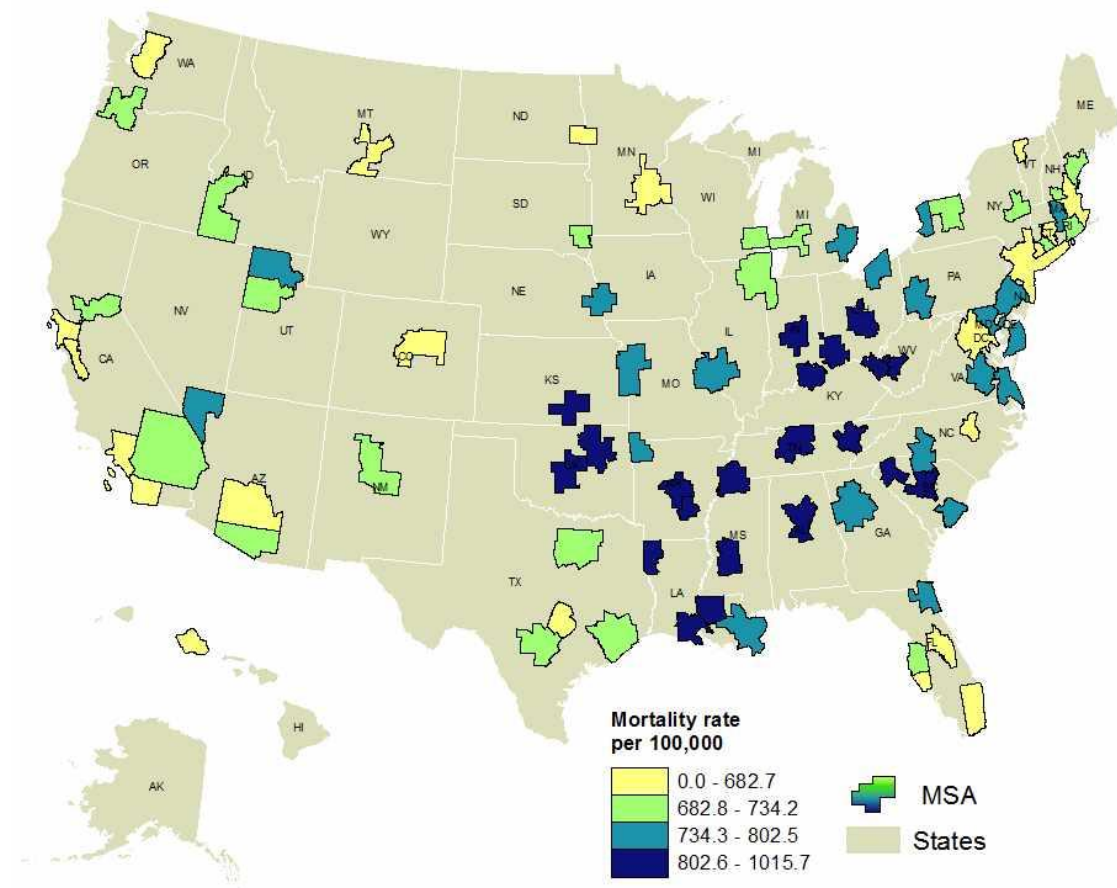 WA
ME
MT
ND
MN
MI
VT
NH
OR
ID
WI
MI
NY
SD
WY
RI
IA
NE
PA
NV
UT
IL
CO
WV
DC
CA
KS
MO
VA
KY
NC
AZ
NM
MS
GA
TX
LA
HI
AK
Mortality rate
per 100,000
0.0 - 682.7
682.8 - 734.2
734.3 - 802.5
802.6 - 1015.7
MSA
States